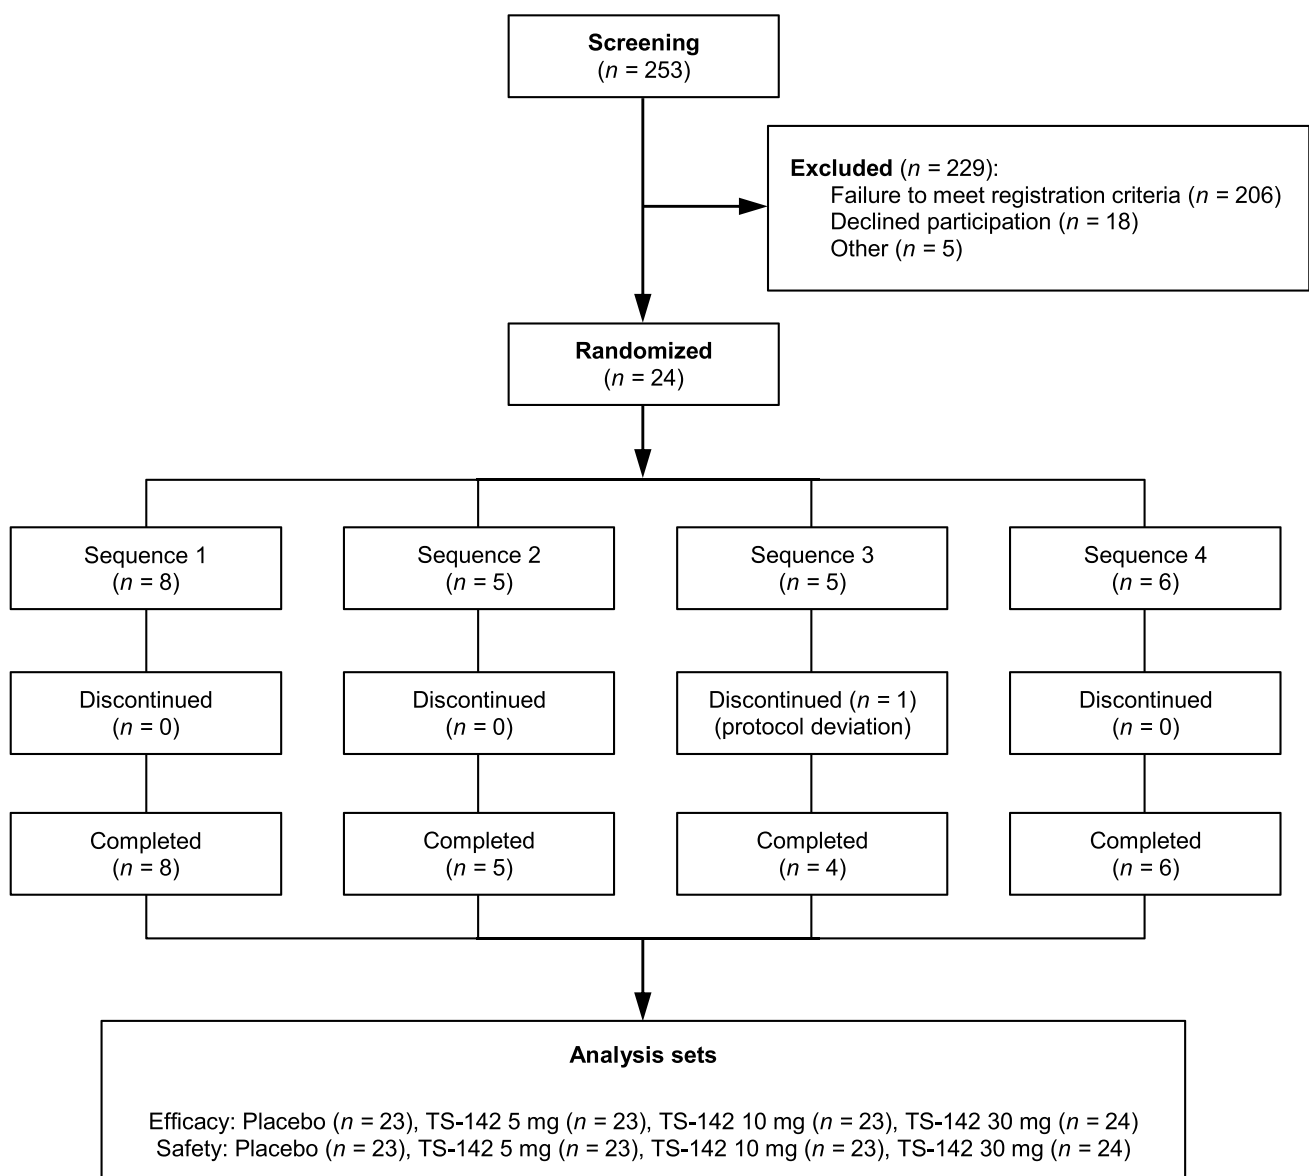 Screening
(n = 253)
Excluded (n = 229):
Failure to meet registration criteria (n = 206)
Declined participation (n = 18)
Other (n = 5)
Randomized
(n = 24)
Sequence 1
(n = 8)
Sequence 2
(n = 5)
Sequence 3
(n = 5)
Sequence 4
(n = 6)
Discontinued
(n = 0)
Discontinued
(n = 0)
Discontinued (n = 1)
(protocol deviation)
Discontinued
(n = 0)
Completed
(n = 8)
Completed
(n = 5)
Completed
(n = 4)
Completed
(n = 6)
Analysis sets
Efficacy: Placebo (n = 23), TS-142 5 mg (n = 23), TS-142 10 mg (n = 23), TS-142 30 mg (n = 24)
Safety: Placebo (n = 23), TS-142 5 mg (n = 23), TS-142 10 mg (n = 23), TS-142 30 mg (n = 24)